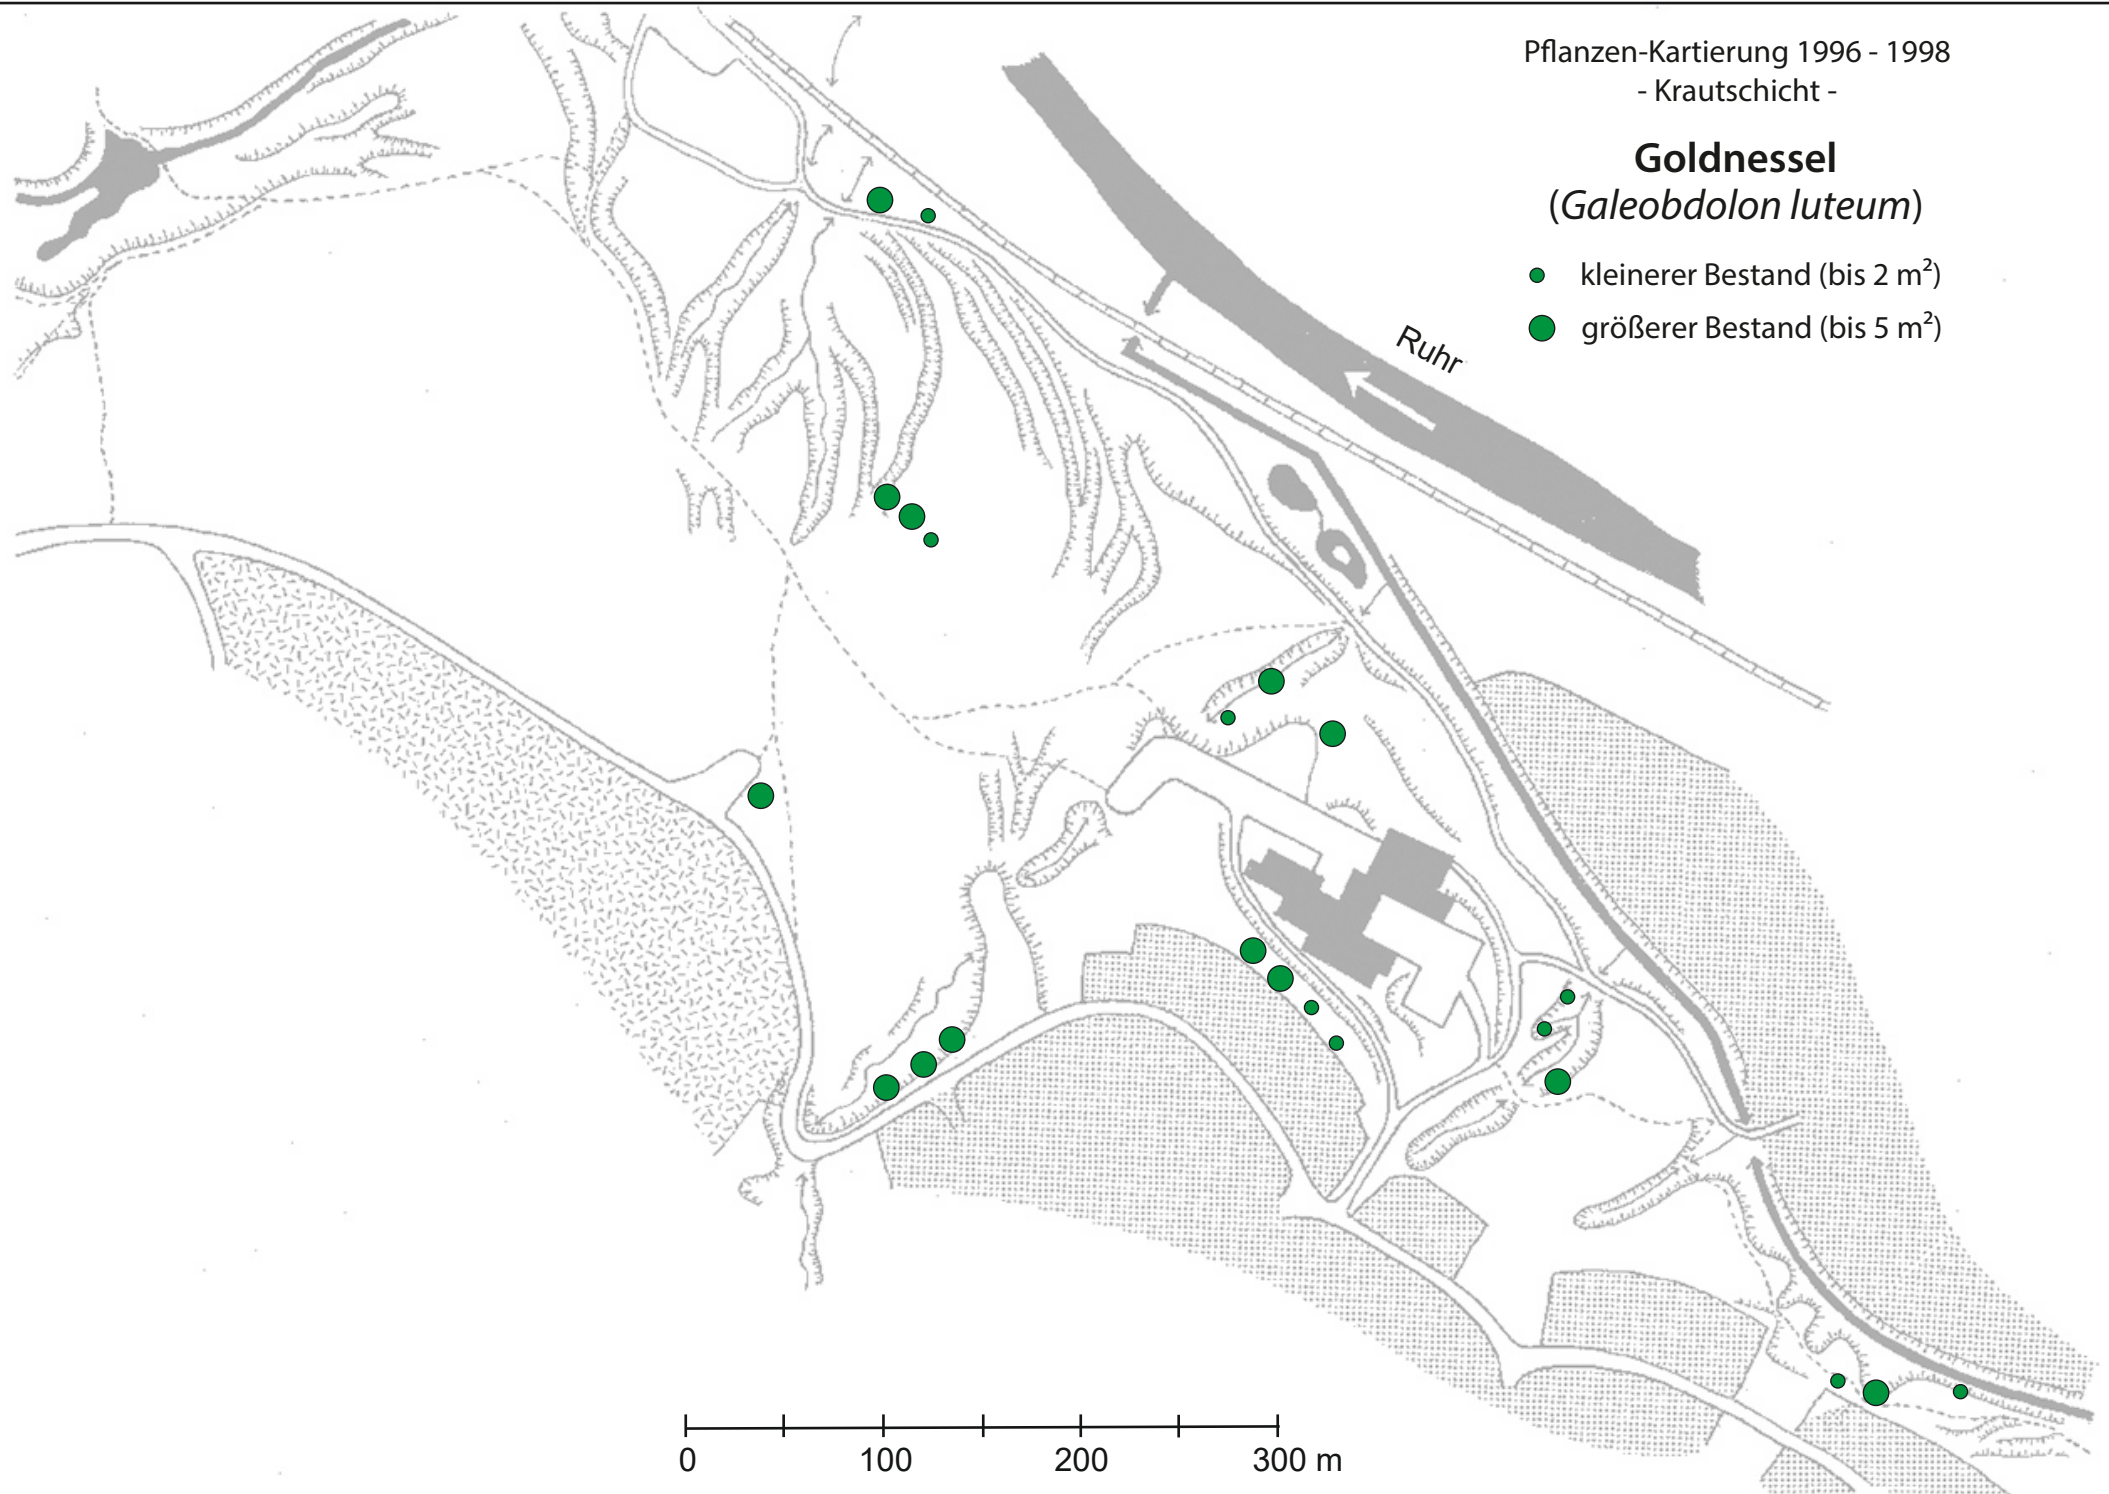 Pflanzen-Kartierung 1996 - 1998
- Krautschicht -
Goldnessel
(Galeobdolon luteum)
kleinerer Bestand (bis 2 m²)
größerer Bestand (bis 5 m²)
Ruhr
0 100 200 300 m